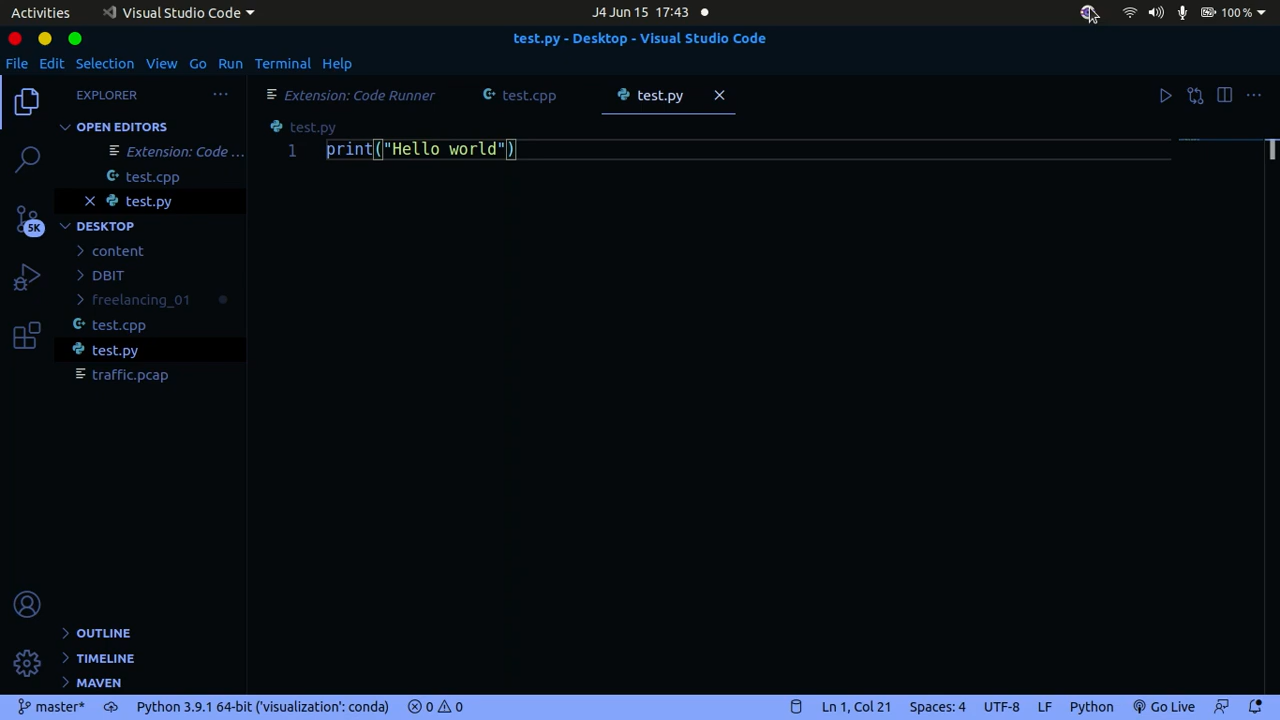 Activities
Visual Studio Code
J4 Jun 15 17:43
100 %
test.py - Desktop - Visual Studio Code
File Edit Selection View Go Run Terminal Help
EXPLORER
Extension: Code Runner
test.cpp
test.py
OPEN EDITORS
Extension: Code ...
test.cpp
test.py
DESKTOP
content
DBIT
freelancing_01
test.cpp
test.py
traffic.pcap
OUTLINE
TIMELINE
MAVEN
5K
test.py
1 print("Hello world")
master*
Python 3.9.1 64-bit ('visualization': conda)
0 0
Ln 1, Col 21
Spaces: 4
UTF-8
LF
Python
Go Live